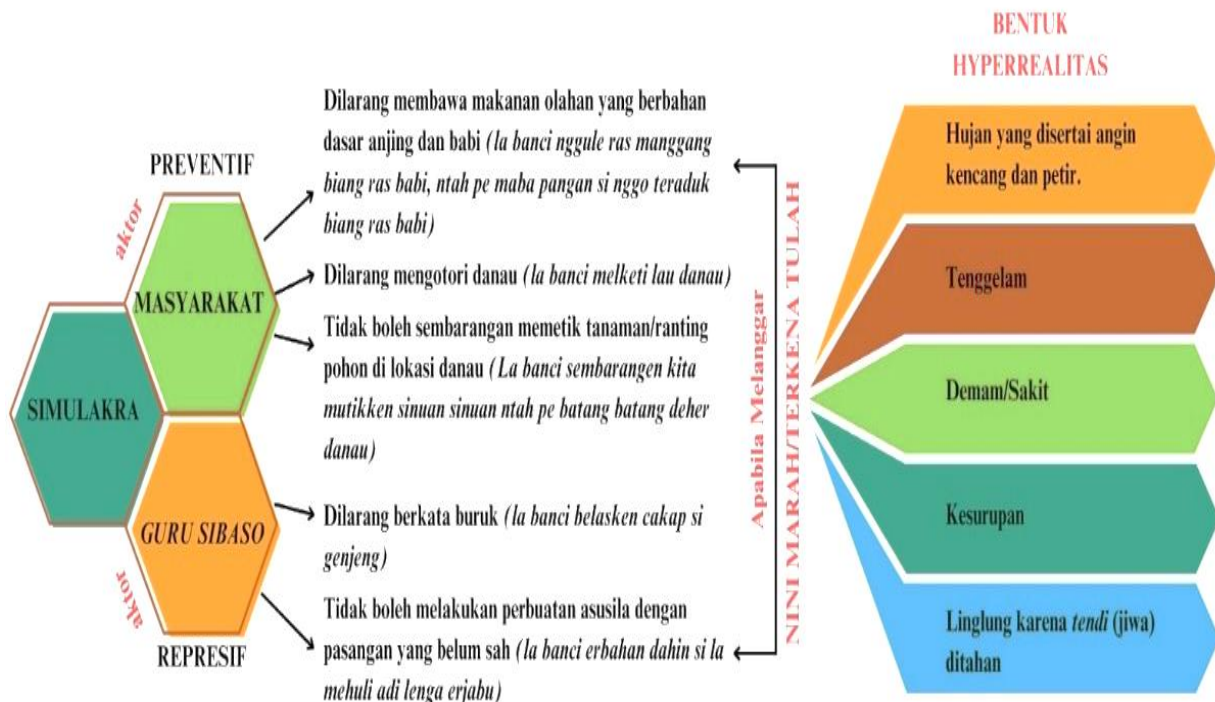 SIMULAKRA
PREVENTIF
aktor
MASYARAKAT
GURU SIBASO
aktor
REPRESIF
Dilarang membawa makanan olahan yang berbahan
dasar anjing dan babi (la banci nggule ras manggang
biang ras babi, ntah pe maba pangan si nggo teraduk
biang ras babi)
Dilarang mengotori danau (la banci melketi lau danau)
Tidak boleh sembarangan memetik tanaman/ranting
pohon di lokasi danau (La banci sembarangen kita
mutikken sinuan sinuan ntah pe batang batang deher
danau)
Dilarang berkata buruk (la banci belasken cakap si
genjeng)
Tidak boleh melakukan perbuatan asusila dengan
pasangan yang belum sah (la banci erbahan dahin si la
mehuli adi lenga erjabu)
Apabila Melanggar
NINI MARAH/TERKENA TULAH
BENTUK
HYPERREALITAS
Hujan yang disertai angin
kencang dan petir.
Tenggelam
Demam/Sakit
Kesurupan
Linglung karena tendi (jiwa)
ditahan